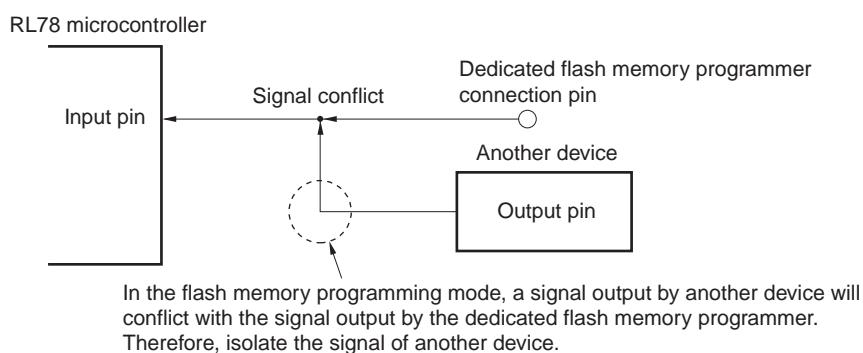 RL78 microcontroller
Dedicated flash memory programmer
connection pin
Signal conflict
Input pin
Another device
Output pin
In the flash memory programming mode, a signal output by another device will
conflict with the signal output by the dedicated flash memory programmer.
Therefore, isolate the signal of another device.